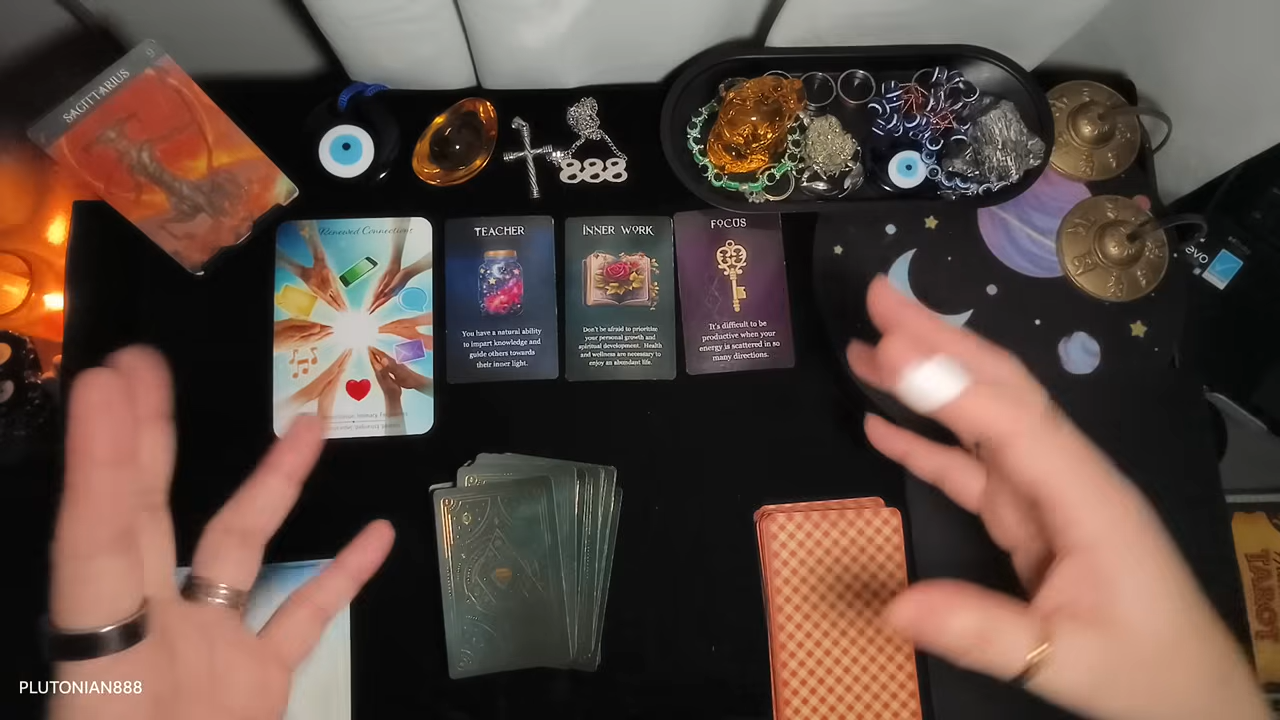 SAGITTARIUS
9
888
Renewed Connections
TEACHER
You have a natural ability
to impart knowledge and
guide others towards
their inner light.
INNER WORK
Don't be afraid to prioritize
your personal growth and
spiritual development. Health
and wellness are necessary to
enjoy an abundant life.
FOCUS
It's difficult to be
productive when your
energy is scattered in so
many directions.
evo
TAROT
PLUTONIAN888